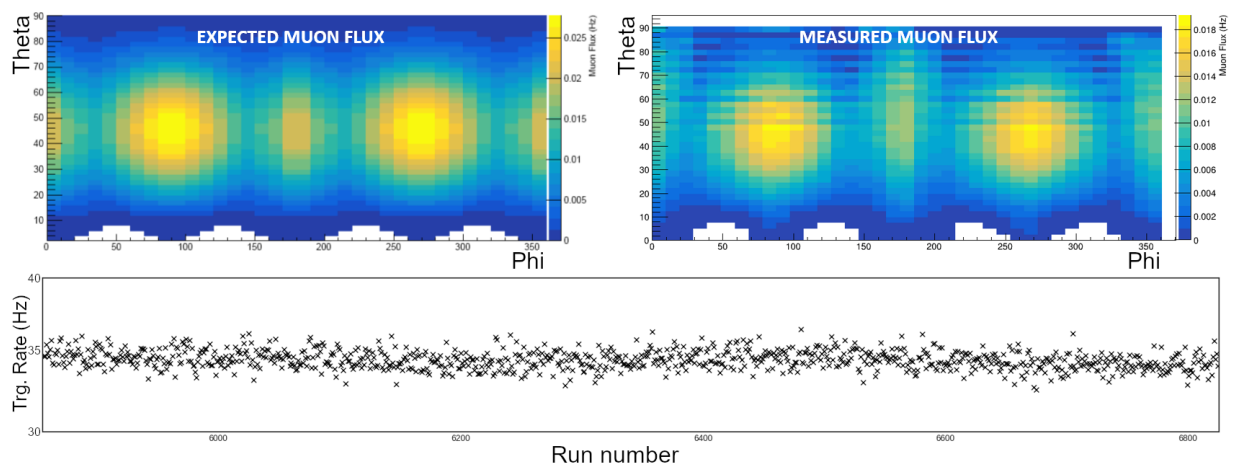 EXPECTED MUON FLUX
Theta
90
80
70
60
50
40
30
20
10
0 50 100 150 200 250 300 350
Phi
0.025
0.02
0.015
0.01
0.005
0
Muon Flux (Hz)
MEASURED MUON FLUX
Theta
90
80
70
60
50
40
30
20
10
0
0 50 100 150 200 250 300 350
Phi
0.018
0.016
0.014
0.012
0.010
0.008
0.006
0.004
0.002
0
Muon Flux (Hz)
Trg. Rate (Hz)
40
35
30
6000 6200 6400 6600 6800
Run number